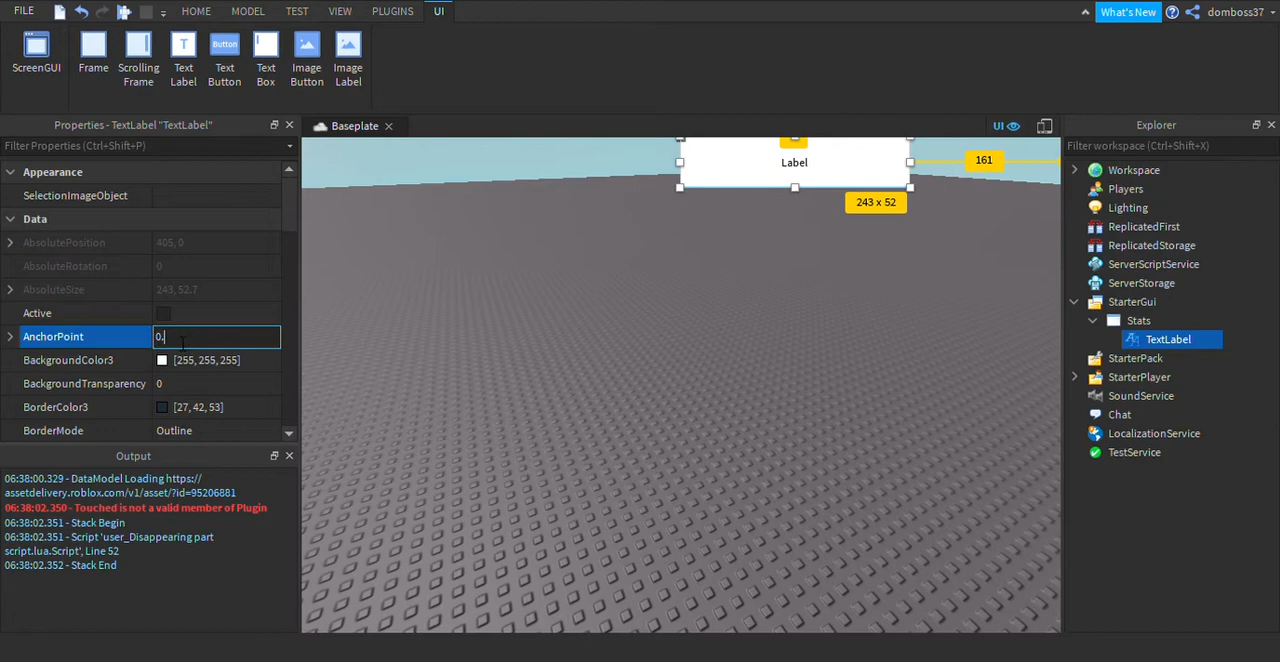 FILE HOME MODEL TEST VIEW PLUGINS UI What's New domboss37
ScreenGUI
Frame
Scrolling
Frame
Text
Label
Button
Text
Button
Text
Box
Image
Button
Image
Label
Properties - TextLabel "TextLabel"
Filter Properties (Ctrl+Shift+P)
Appearance
SelectionImageObject
Data
AbsolutePosition 405, 0
AbsoluteRotation 0
AbsoluteSize 243, 52.7
Active
AnchorPoint 0.
BackgroundColor3 [255, 255, 255]
BackgroundTransparency 0
BorderColor3 [27, 42, 53]
BorderMode Outline
Output
06:38:00.329 - DataModel Loading https://
assetdelivery.roblox.com/v1/asset/?id=95206881
06:38:02.350 - Touched is not a valid member of Plugin
06:38:02.351 - Stack Begin
06:38:02.351 - Script 'user_Disappearing part
script.lua.Script', Line 52
06:38:02.352 - Stack End
Baseplate
UI
Label
161
243 x 52
Explorer
Filter workspace (Ctrl+Shift+X)
Workspace
Players
Lighting
ReplicatedFirst
ReplicatedStorage
ServerScriptService
ServerStorage
StarterGui
Stats
TextLabel
StarterPack
StarterPlayer
SoundService
Chat
LocalizationService
TestService